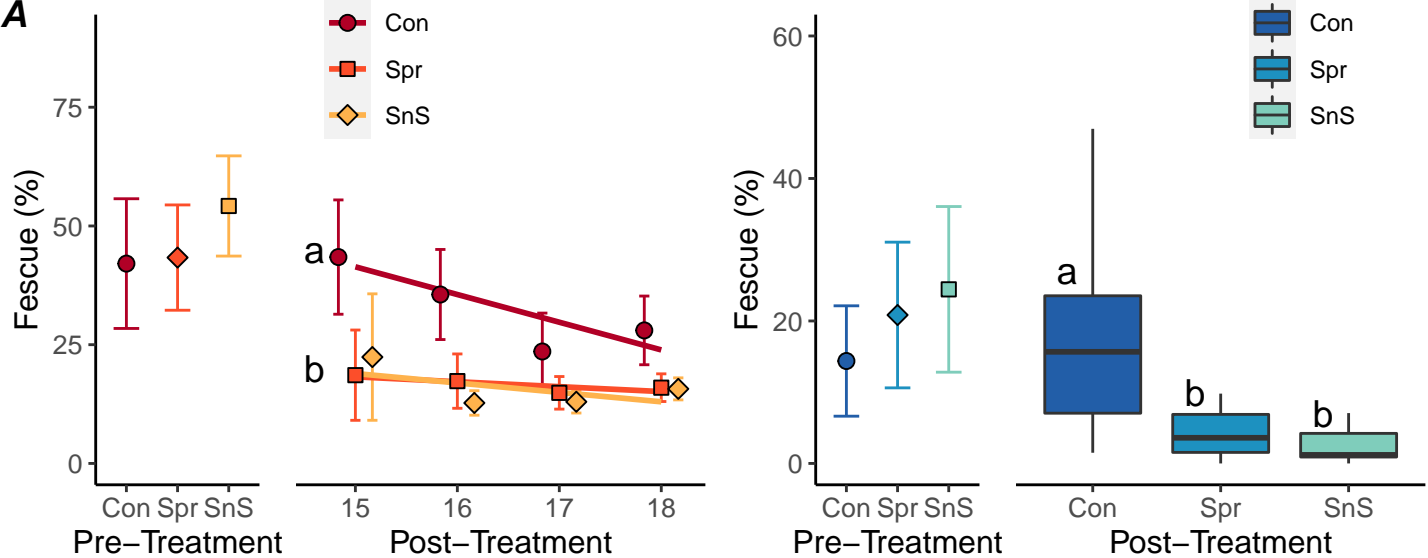 A
Con
Spr
SnS
Fescue (%)
75
50
25
0
a
b
Con Spr SnS
15 16 17 18
Pre−Treatment
Post−Treatment
Con
Spr
SnS
Fescue (%)
60
40
20
0
a
b
b
Con Spr SnS
Con Spr SnS
Pre−Treatment
Post−Treatment